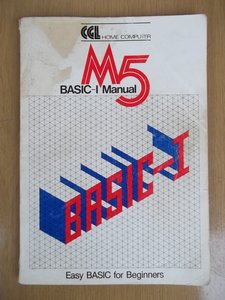 CGL HOME COMPUTER
M5
BASIC-I Manual
BASIC-I
Easy BASIC for Beginners